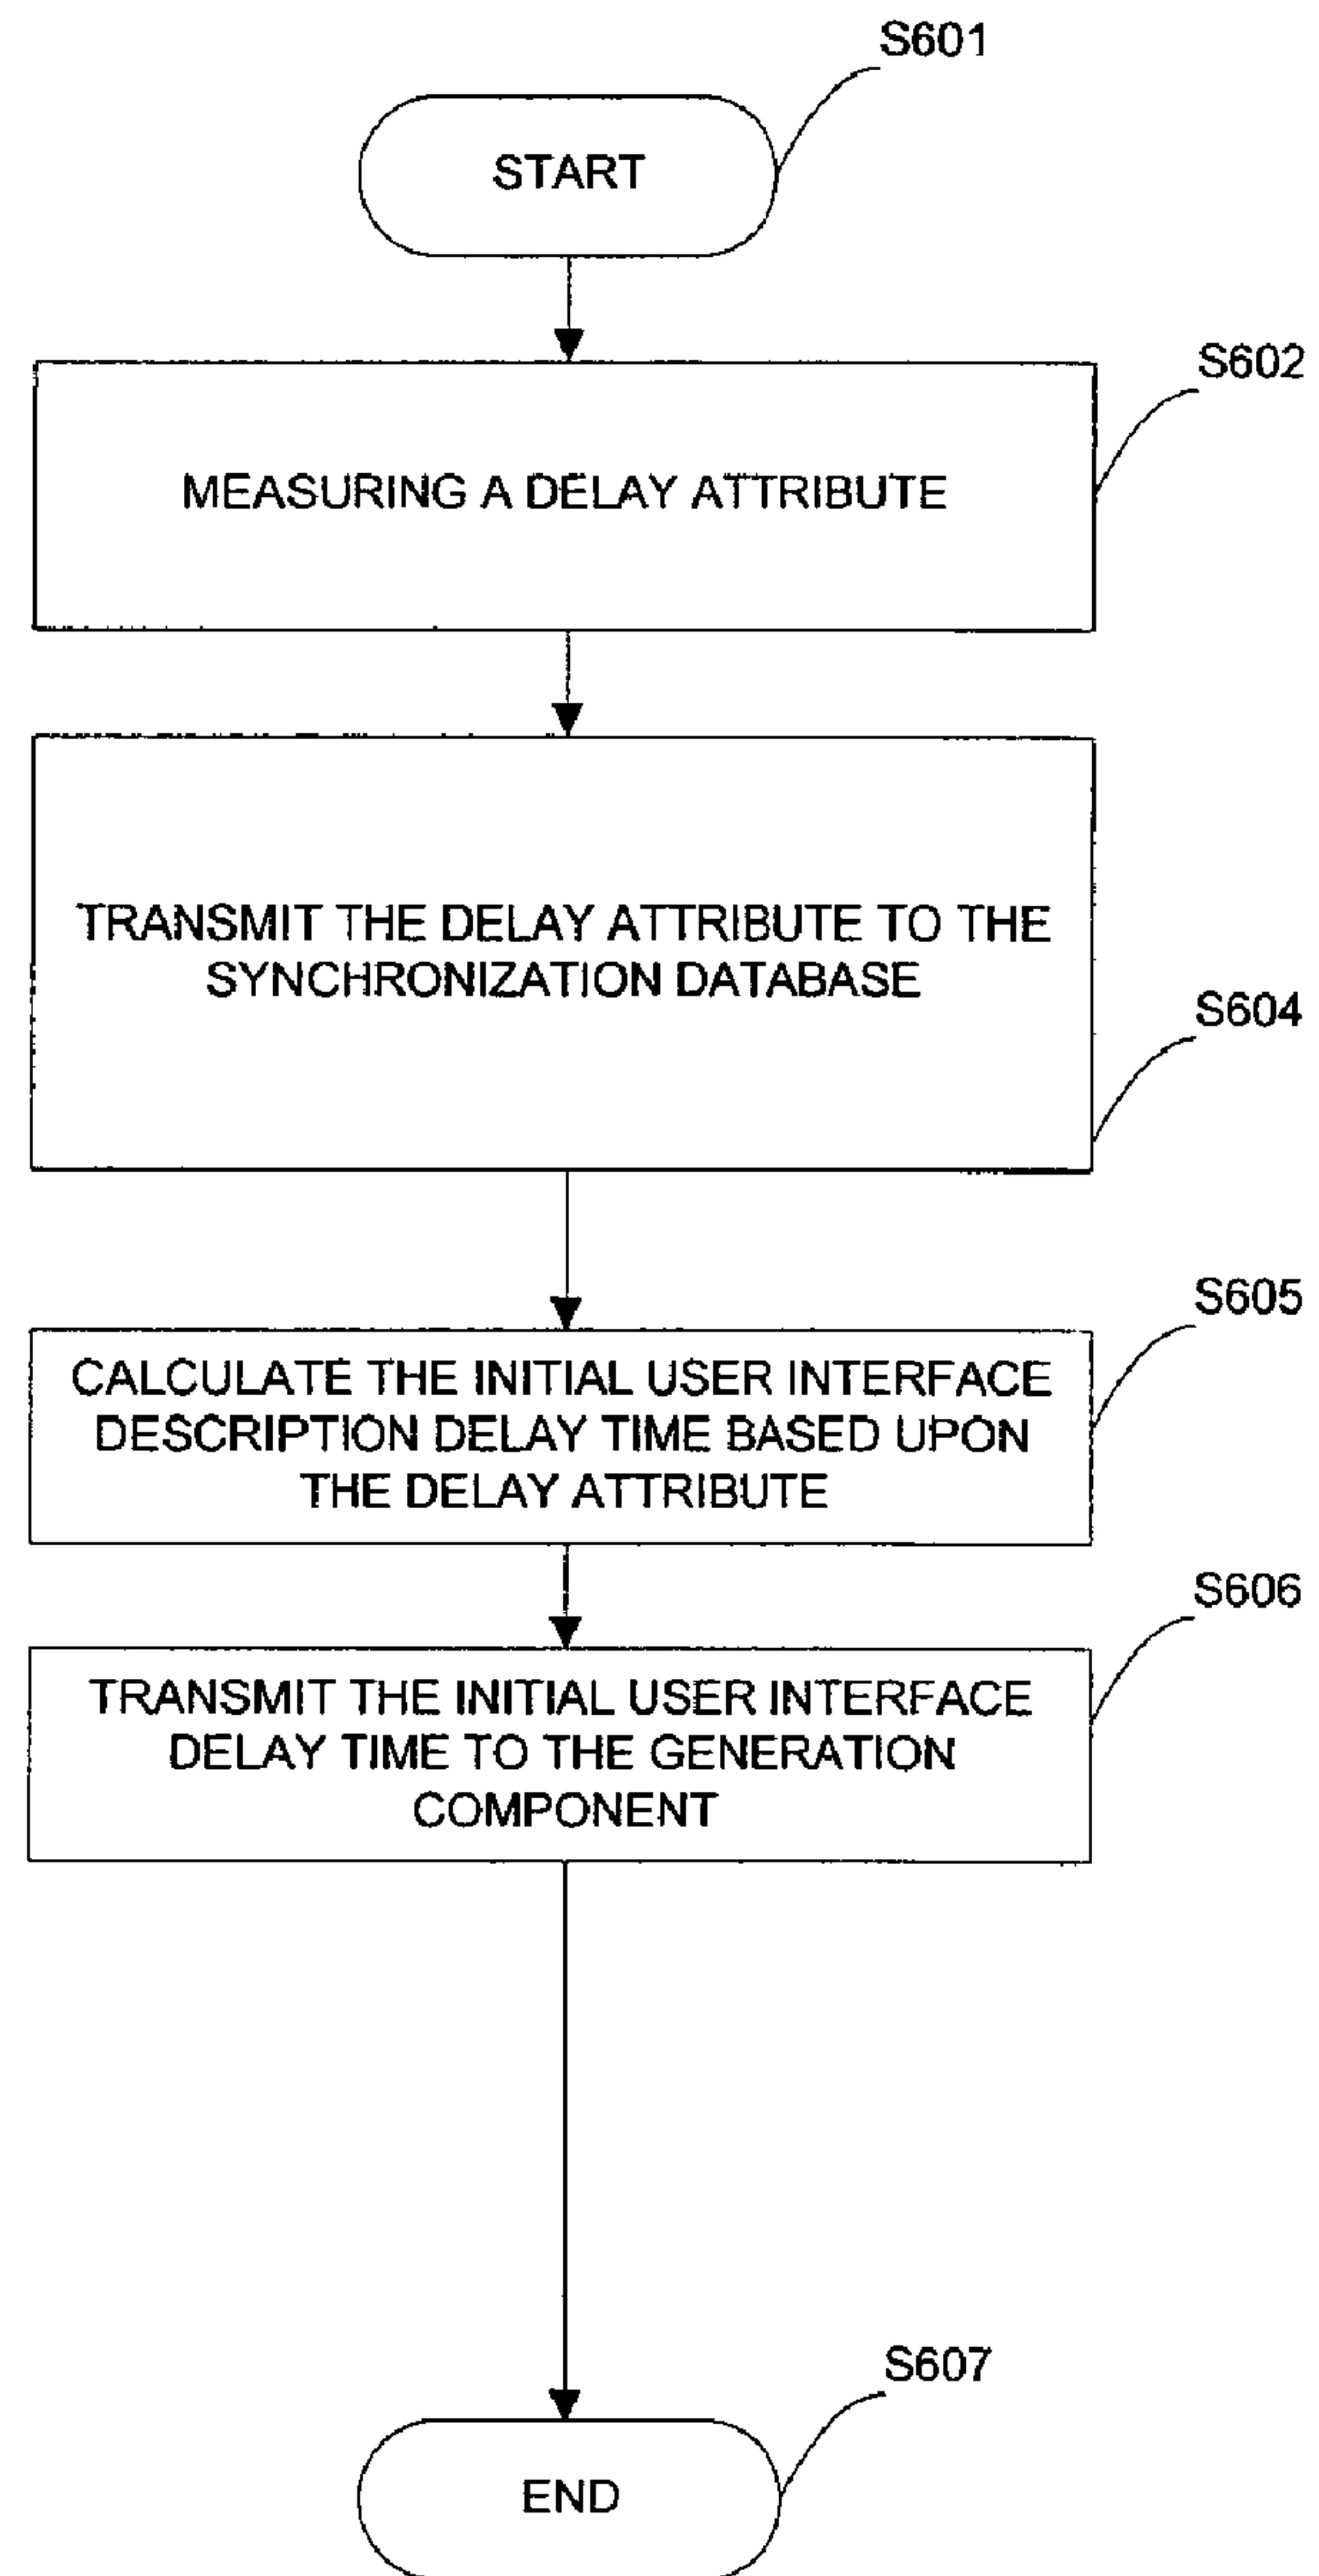 S601
START
S602
MEASURING A DELAY ATTRIBUTE
TRANSMIT THE DELAY ATTRIBUTE TO THE
SYNCHRONIZATION DATABASE
S604
S605
CALCULATE THE INITIAL USER INTERFACE
DESCRIPTION DELAY TIME BASED UPON
THE DELAY ATTRIBUTE
S606
TRANSMIT THE INITIAL USER INTERFACE
DELAY TIME TO THE GENERATION
COMPONENT
S607
END